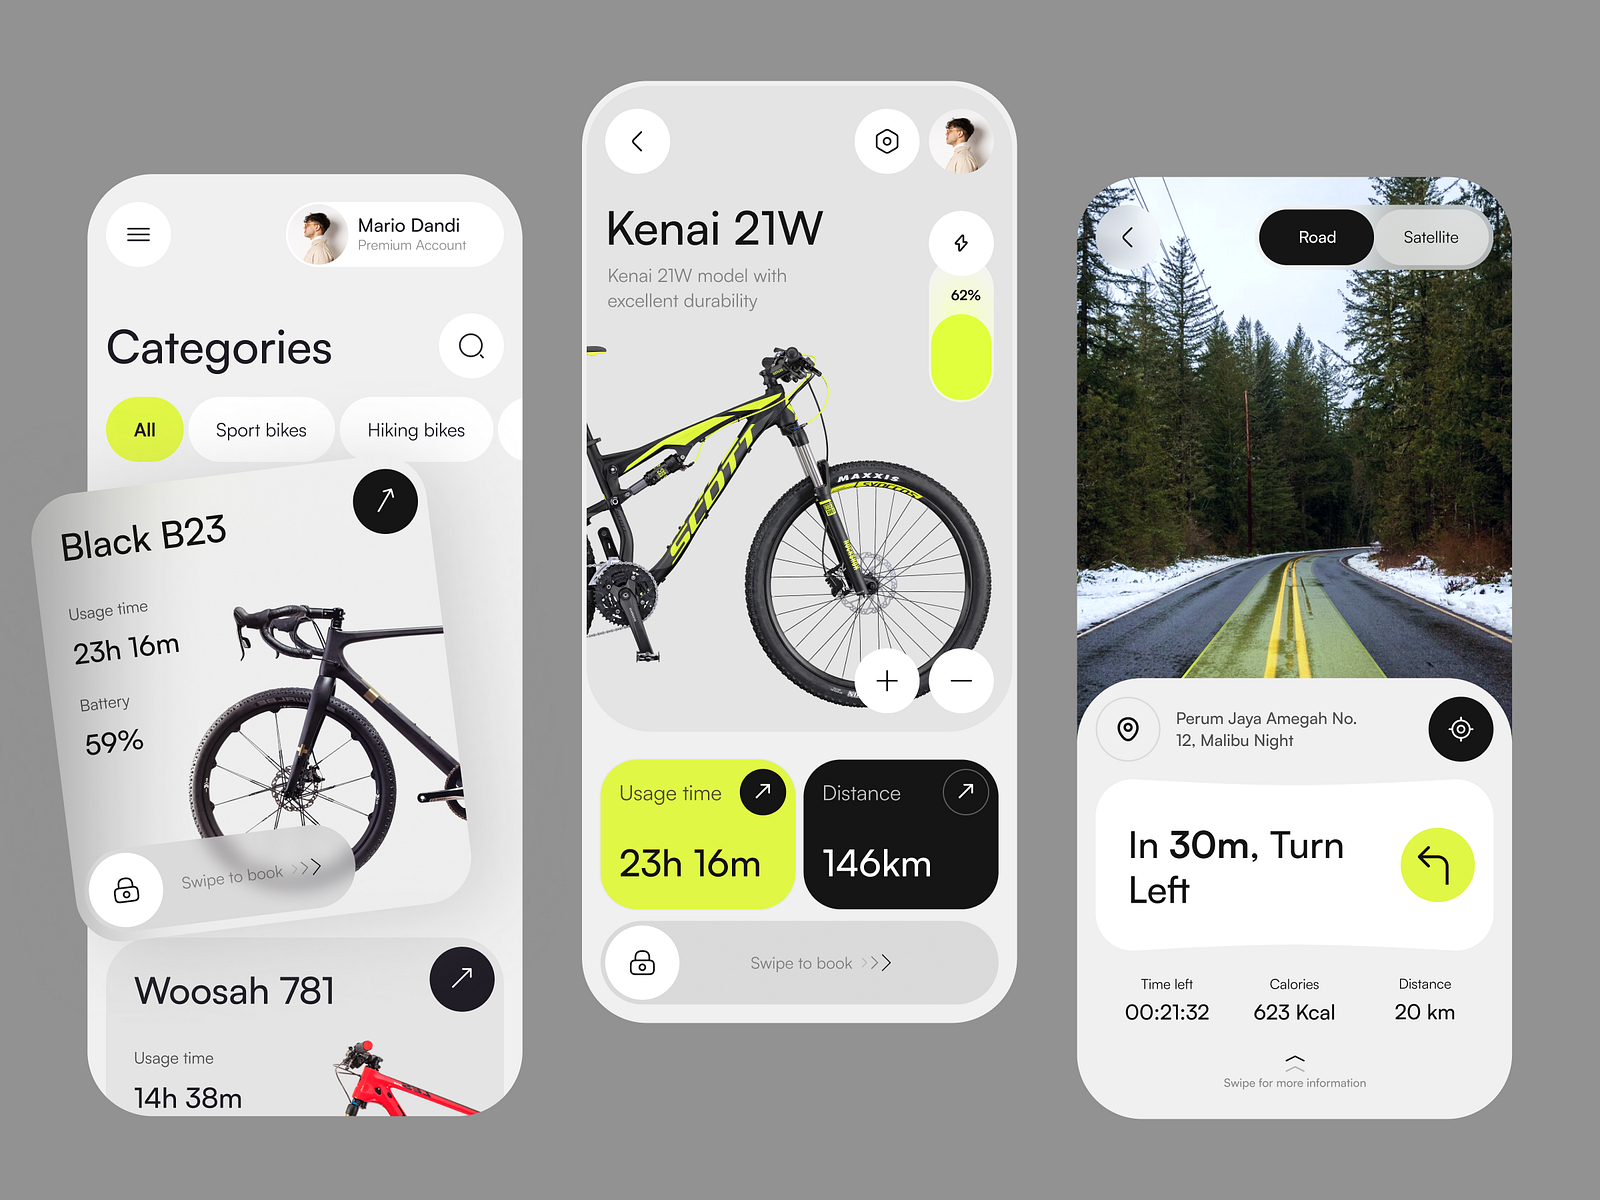 Mario Dandi
Premium Account
Categories
All
Sport bikes
Hiking bikes
Black B23
Usage time
23h 16m
Battery
59%
Swipe to book
Woosah 781
Usage time
14h 38m
Kenai 21W
Kenai 21W model with
excellent durability
62%
SCOTT
MAXXIS
SYNCROS
Usage time
23h 16m
Distance
146km
Swipe to book
Road
Satellite
Perum Jaya Amegah No.
12, Malibu Night
In 30m, Turn
Left
Time left
00:21:32
Calories
623 Kcal
Distance
20 km
Swipe for more information